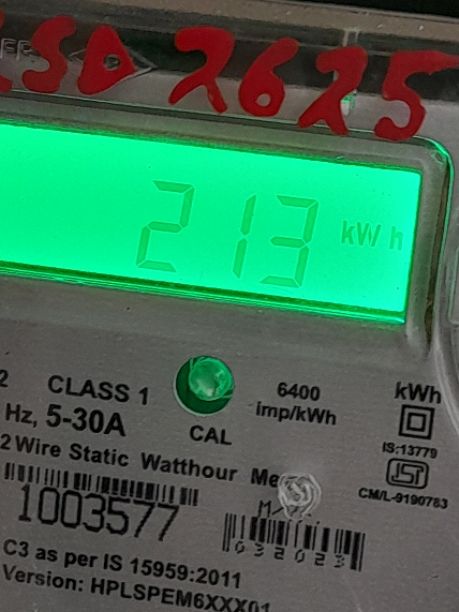 2625
213 kWh
CLASS 1
6400
imp/kWh
kWh
Hz, 5-30A
CAL
IS:13779
2 Wire Static Watthour
CM/L-9190783
1003577
032023
C3 as per IS 15959:2011
Version: HPLSPEM6XXX01